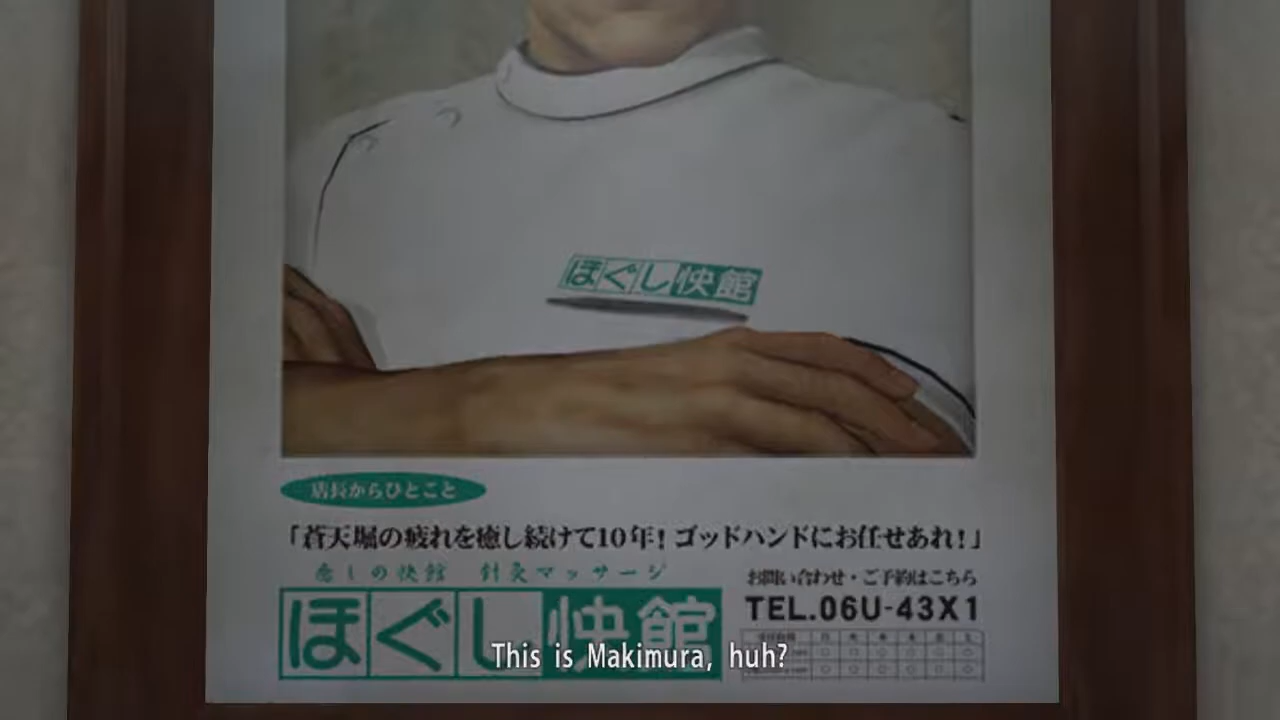 ほぐし快館
店長からひとこと
「蒼天堀の疲れを癒し続けて10年！ゴッドハンドにお任せあれ！」
癒しの快館 針灸マッサージ
お問い合わせ・ご予約はこちら
ほぐし快館
TEL.06U-43X1
This is Makimura, huh?